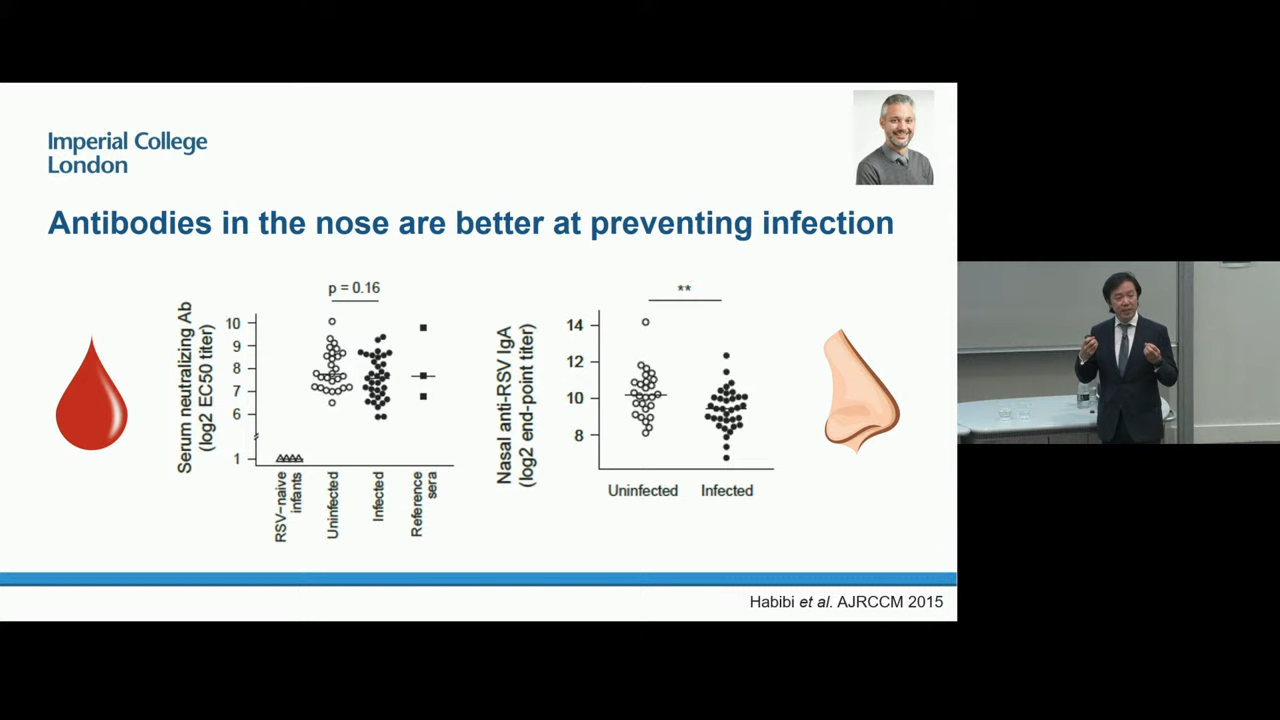 Imperial College
London
Antibodies in the nose are better at preventing infection
Serum neutralizing Ab
(log2 EC50 titer)
p = 0.16
10
9
8
7
6
1
RSV-naive
infants
Uninfected
Infected
Reference
sera
Nasal anti-RSV IgA
(log2 end-point titer)
**
14
12
10
8
Uninfected
Infected
Habibi et al. AJRCCM 2015